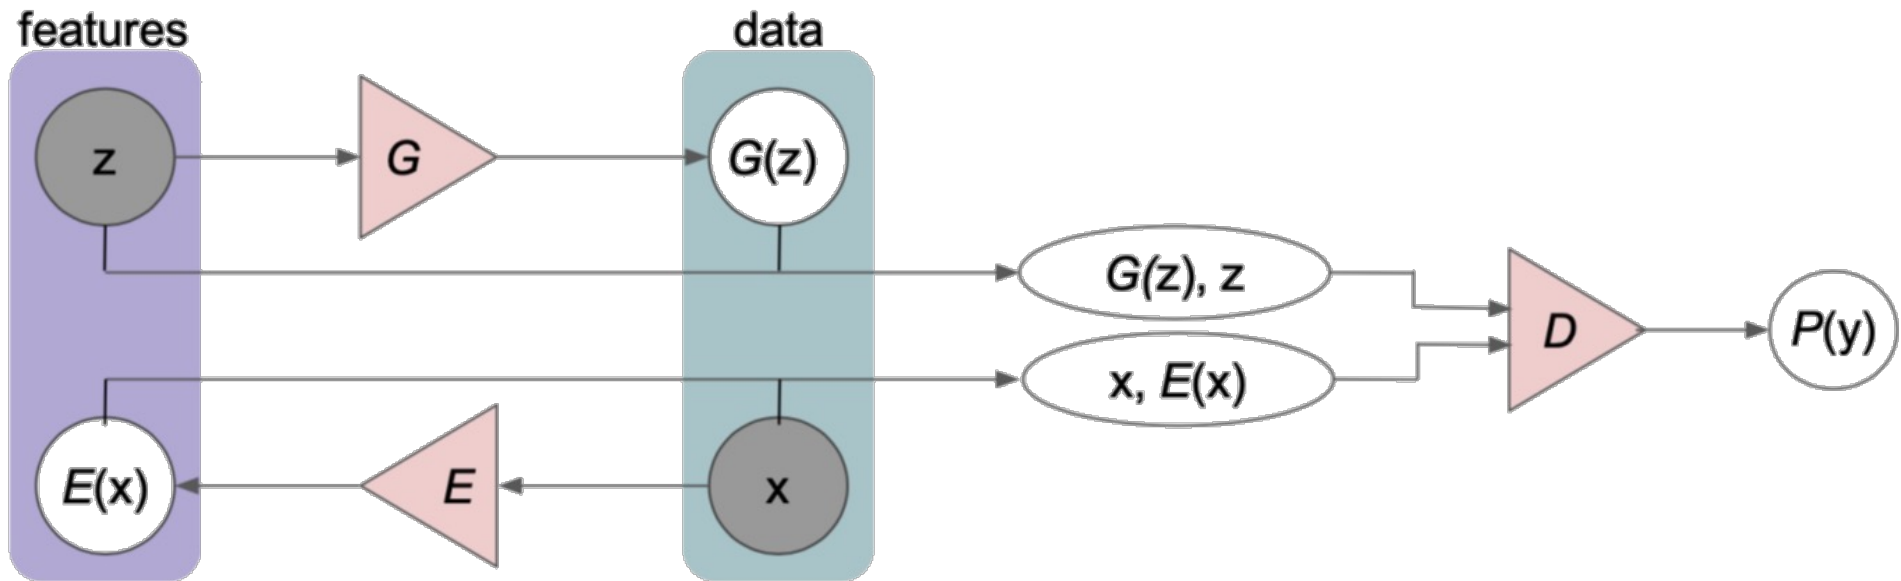 features
data
z
G
G(z)
G(z), z
D
P(y)
x, E(x)
E(x)
E
x